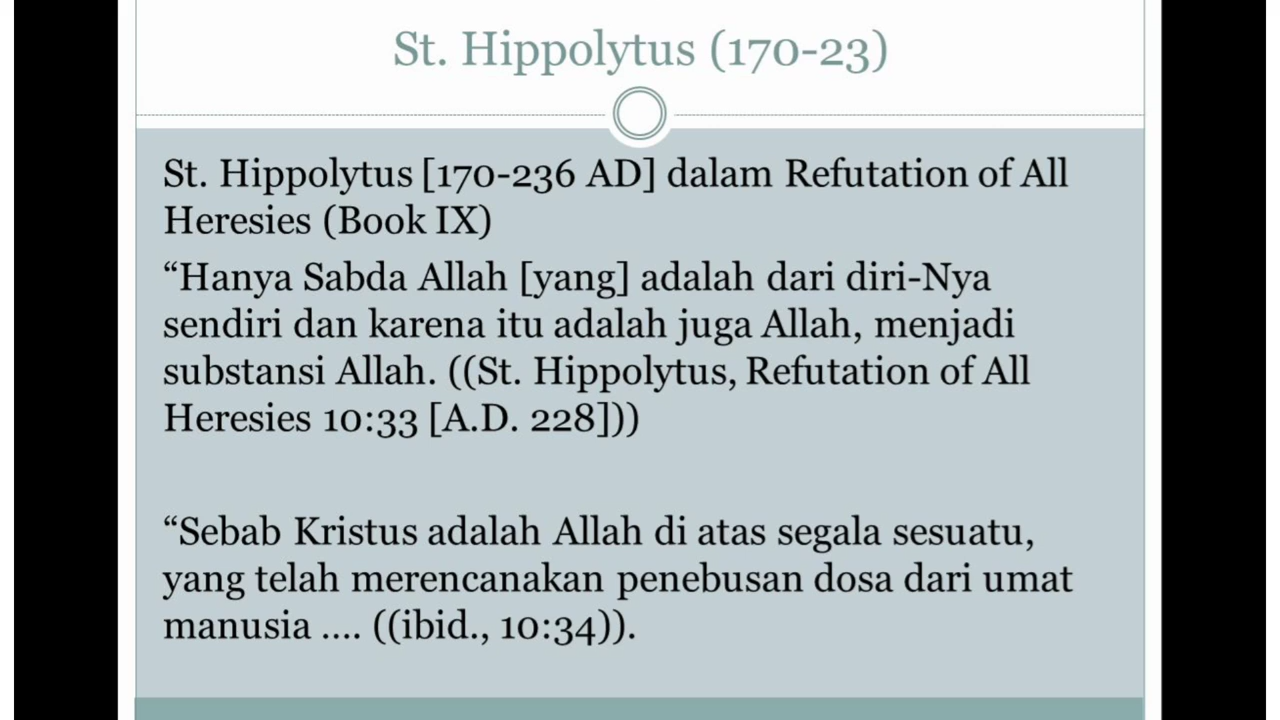 St. Hippolytus (170-23)
St. Hippolytus [170-236 AD] dalam Refutation of All
Heresies (Book IX)
“Hanya Sabda Allah [yang] adalah dari diri-Nya
sendiri dan karena itu adalah juga Allah, menjadi
substansi Allah. ((St. Hippolytus, Refutation of All
Heresies 10:33 [A.D. 228]))
“Sebab Kristus adalah Allah di atas segala sesuatu,
yang telah merencanakan penebusan dosa dari umat
manusia …. ((ibid., 10:34)).